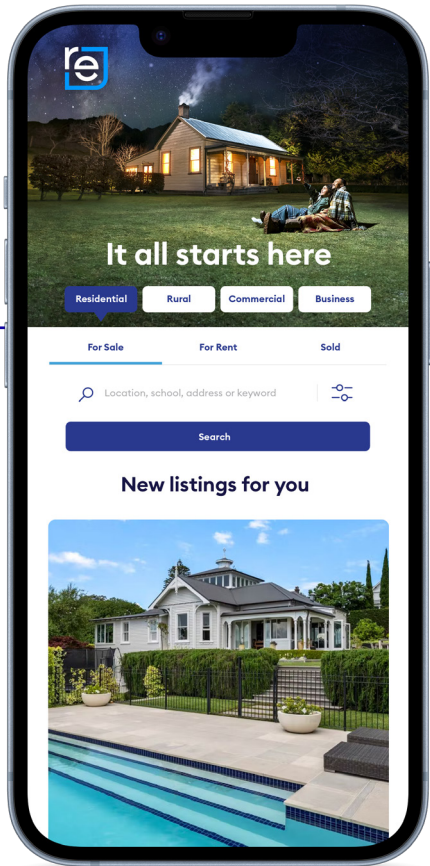 re
It all starts here
Residential Rural Commercial Business
For Sale For Rent Sold
Location, school, address or keyword
Search
New listings for you